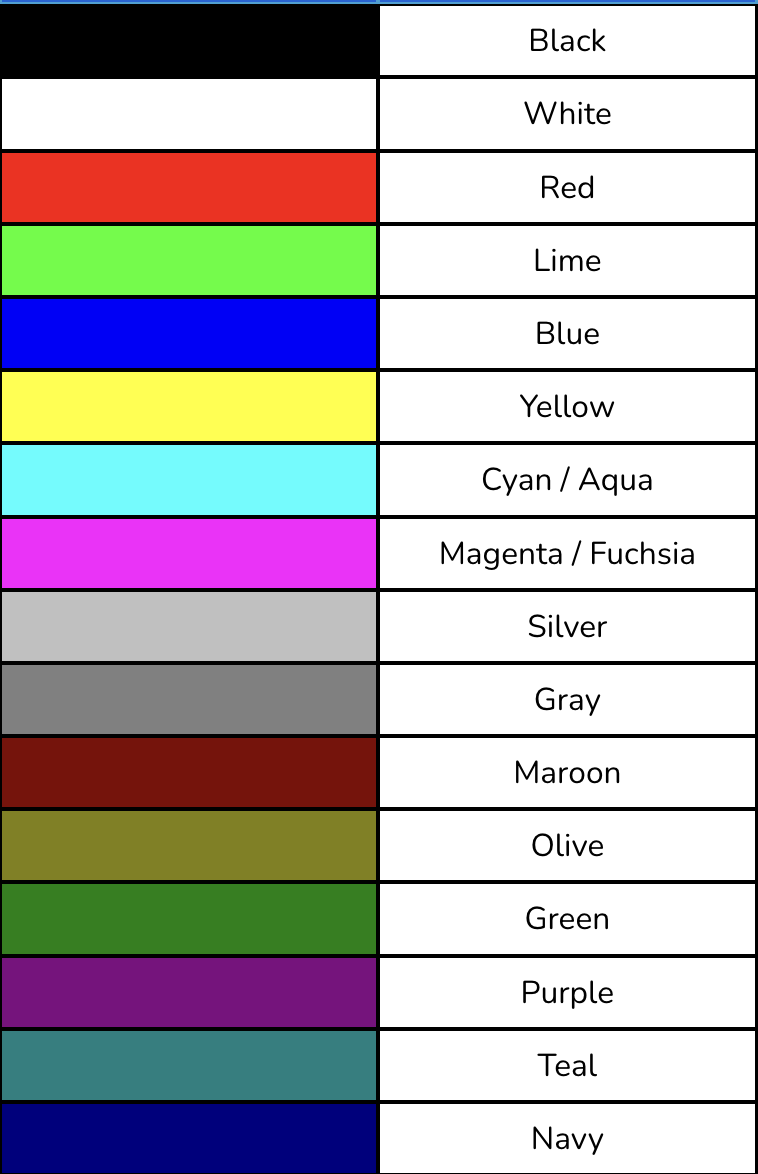 Black
White
Red
Lime
Blue
Yellow
Cyan / Aqua
Magenta / Fuchsia
Silver
Gray
Maroon
Olive
Green
Purple
Teal
Navy